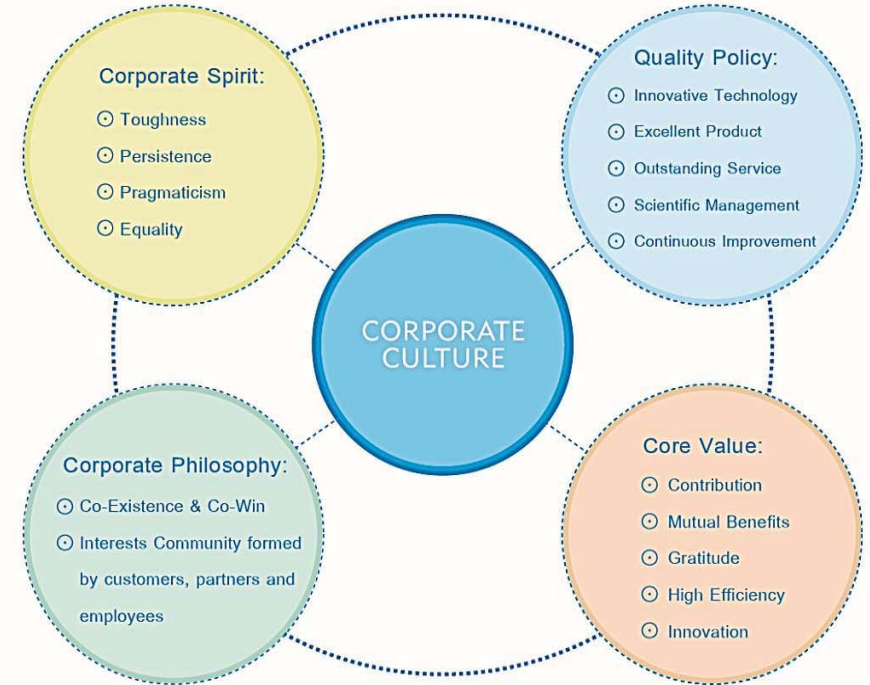 Corporate Spirit:
Toughness
Persistence
Pragmaticism
Equality
Quality Policy:
Innovative Technology
Excellent Product
Outstanding Service
Scientific Management
Continuous Improvement
CORPORATE
CULTURE
Corporate Philosophy:
Co-Existence & Co-Win
Interests Community formed
by customers, partners and
employees
Core Value:
Contribution
Mutual Benefits
Gratitude
High Efficiency
Innovation